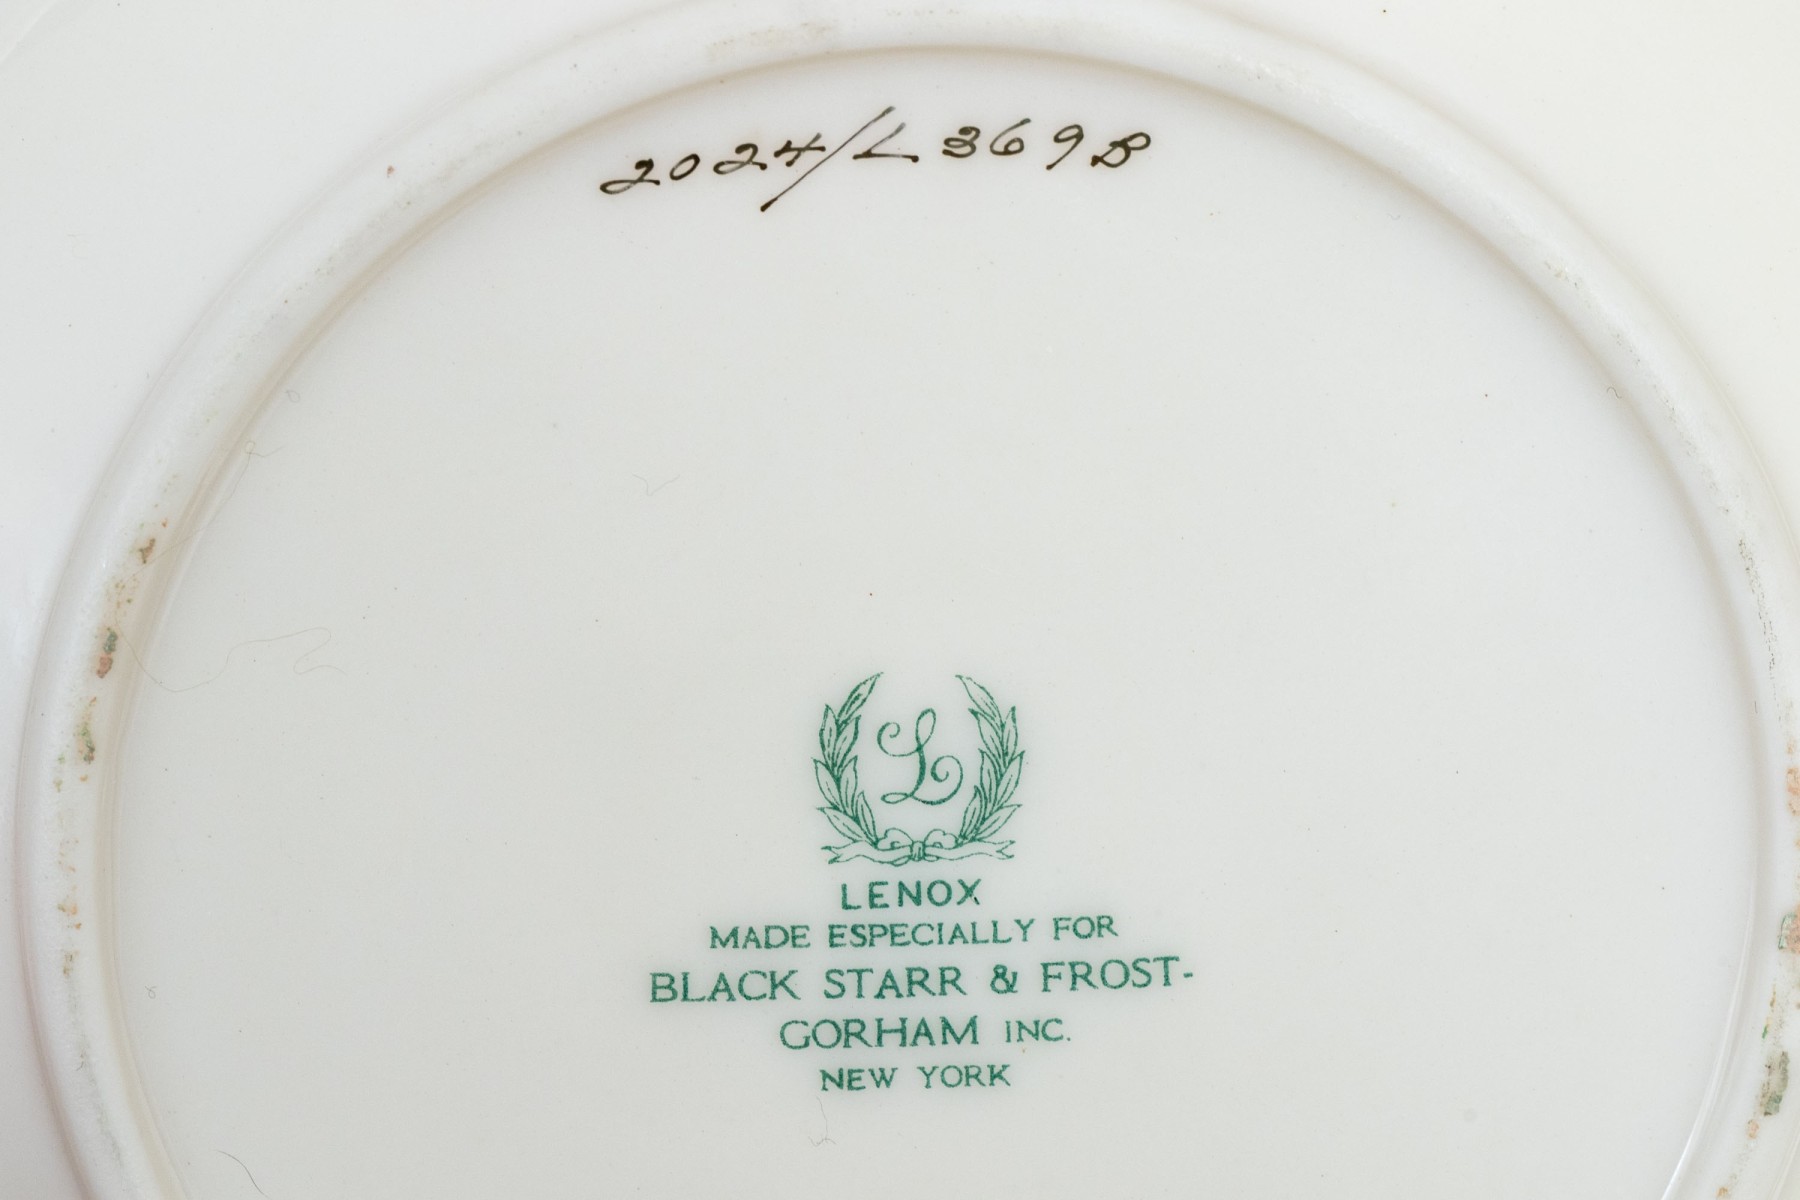 2024/L369B
L
LENOX
MADE ESPECIALLY FOR
BLACK STARR & FROST-
GORHAM INC.
NEW YORK